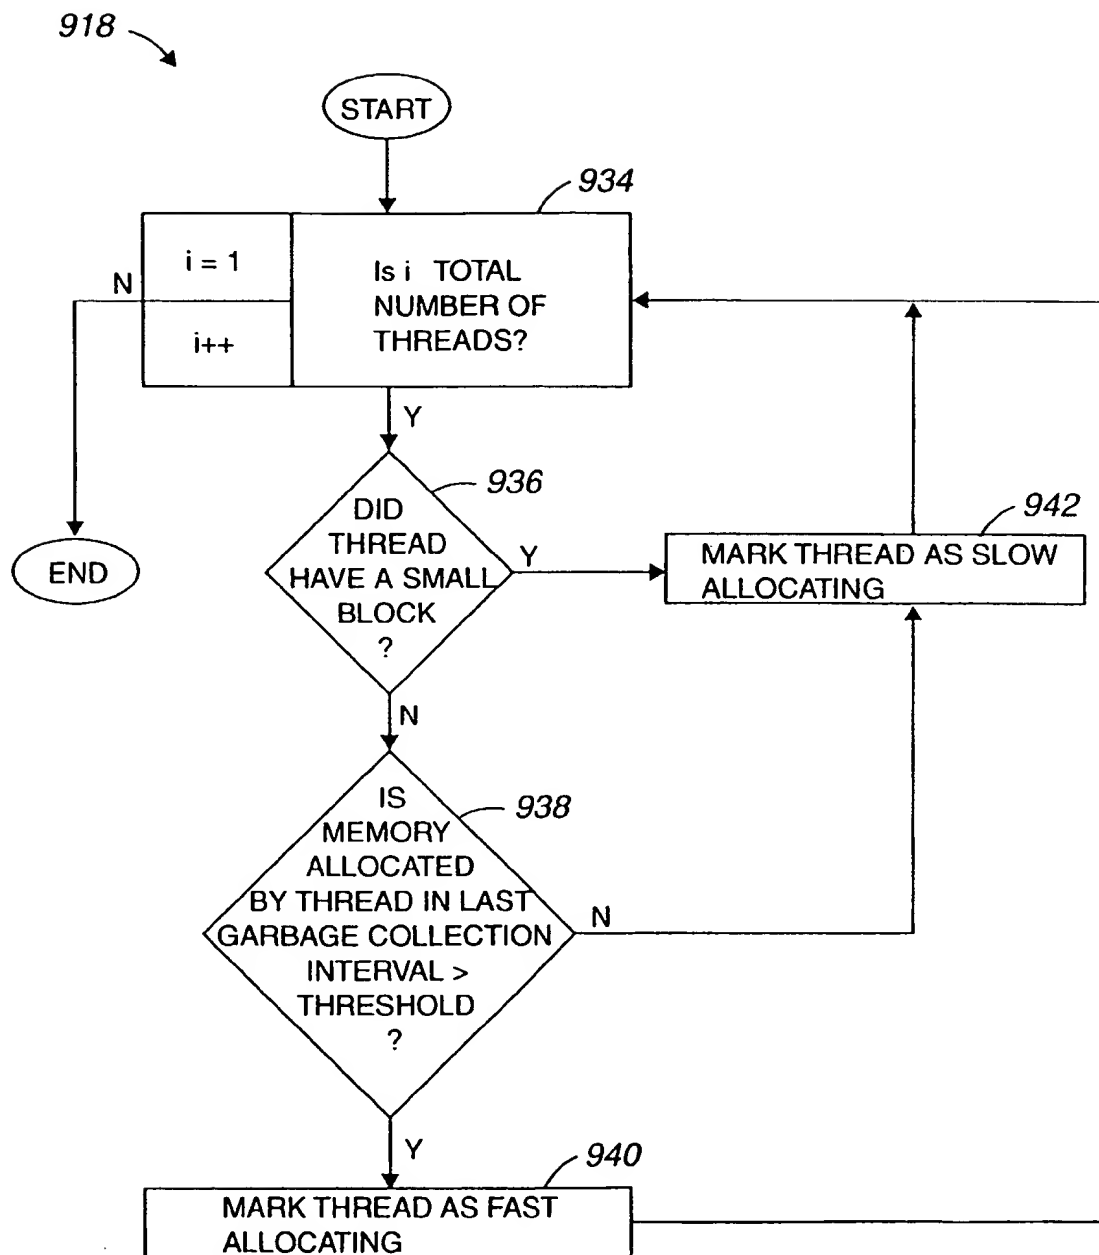 918
START
934
i = 1
i++
N
Is i TOTAL
NUMBER OF
THREADS?
Y
936
DID
THREAD
HAVE A SMALL
BLOCK
?
Y
942
MARK THREAD AS SLOW
ALLOCATING
END
N
938
IS
MEMORY
ALLOCATED
BY THREAD IN LAST
GARBAGE COLLECTION
INTERVAL >
THRESHOLD
?
N
Y
940
MARK THREAD AS FAST
ALLOCATING